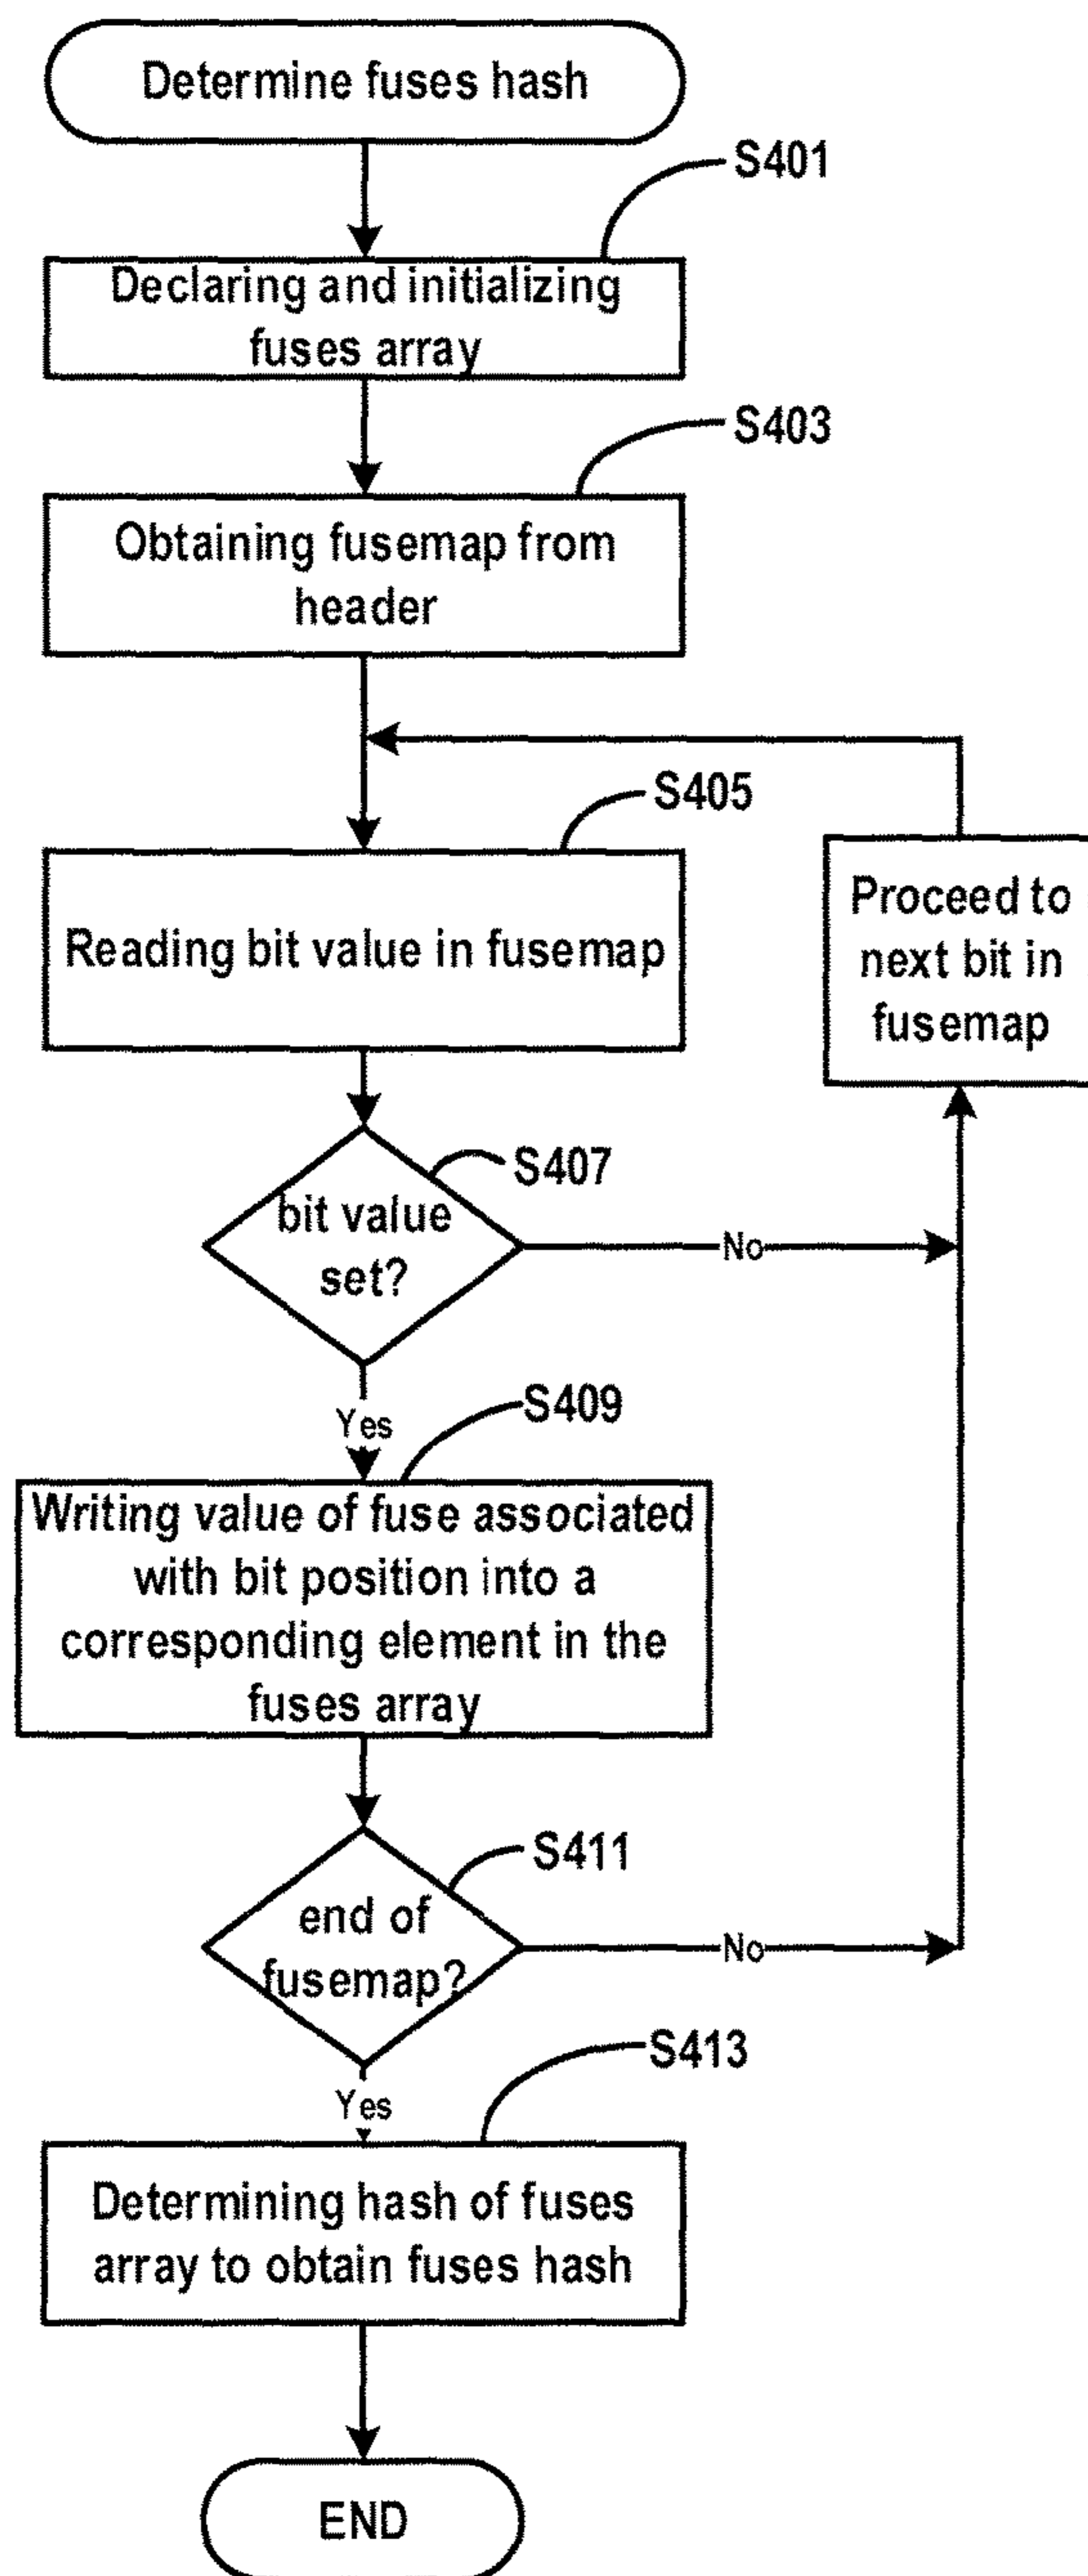 Determine fuses hash
S401
Declaring and initializing
fuses array
S403
Obtaining fusemap from
header
S405
Reading bit value in fusemap
Proceed to
next bit in
fusemap
S407
bit value
set?
No
Yes
S409
Writing value of fuse associated
with bit position into a
corresponding element in the
fuses array
S411
end of
fusemap?
No
Yes
S413
Determining hash of fuses
array to obtain fuses hash
END